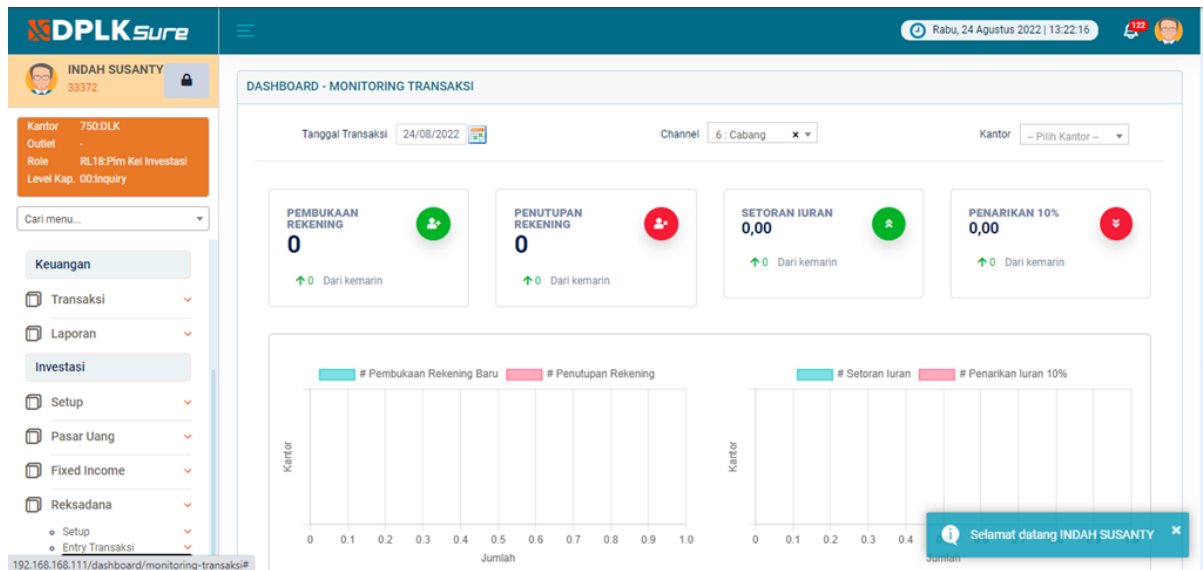 DPLKSure
Rabu, 24 Agustus 2022 | 13:22:16
122
INDAH SUSANTY
33372
Kantor 750:DLK
Outlet -
Role RL18:Pim Kel Investasi
Level Kap. 00:Inquiry
Cari menu...
Keuangan
Transaksi
Laporan
Investasi
Setup
Pasar Uang
Fixed Income
Reksadana
Setup
Entry Transaksi
192.168.168.111/dashboard/monitoring-transaksi#
DASHBOARD - MONITORING TRANSAKSI
Tanggal Transaksi 24/08/2022
Channel 6 : Cabang x
Kantor -- Pilih Kantor --
PEMBUKAAN
REKENING
0
0 Dari kemarin
PENUTUPAN
REKENING
0
0 Dari kemarin
SETORAN IURAN
0,00
0 Dari kemarin
PENARIKAN 10%
0,00
0 Dari kemarin
# Pembukaan Rekening Baru # Penutupan Rekening
Kantor
0 0.1 0.2 0.3 0.4 0.5 0.6 0.7 0.8 0.9 1.0
Jumlah
# Setoran Iuran # Penarikan Iuran 10%
Kantor
0 0.1 0.2 0.3 0.4
Jumlah
Selamat datang INDAH SUSANTY ×